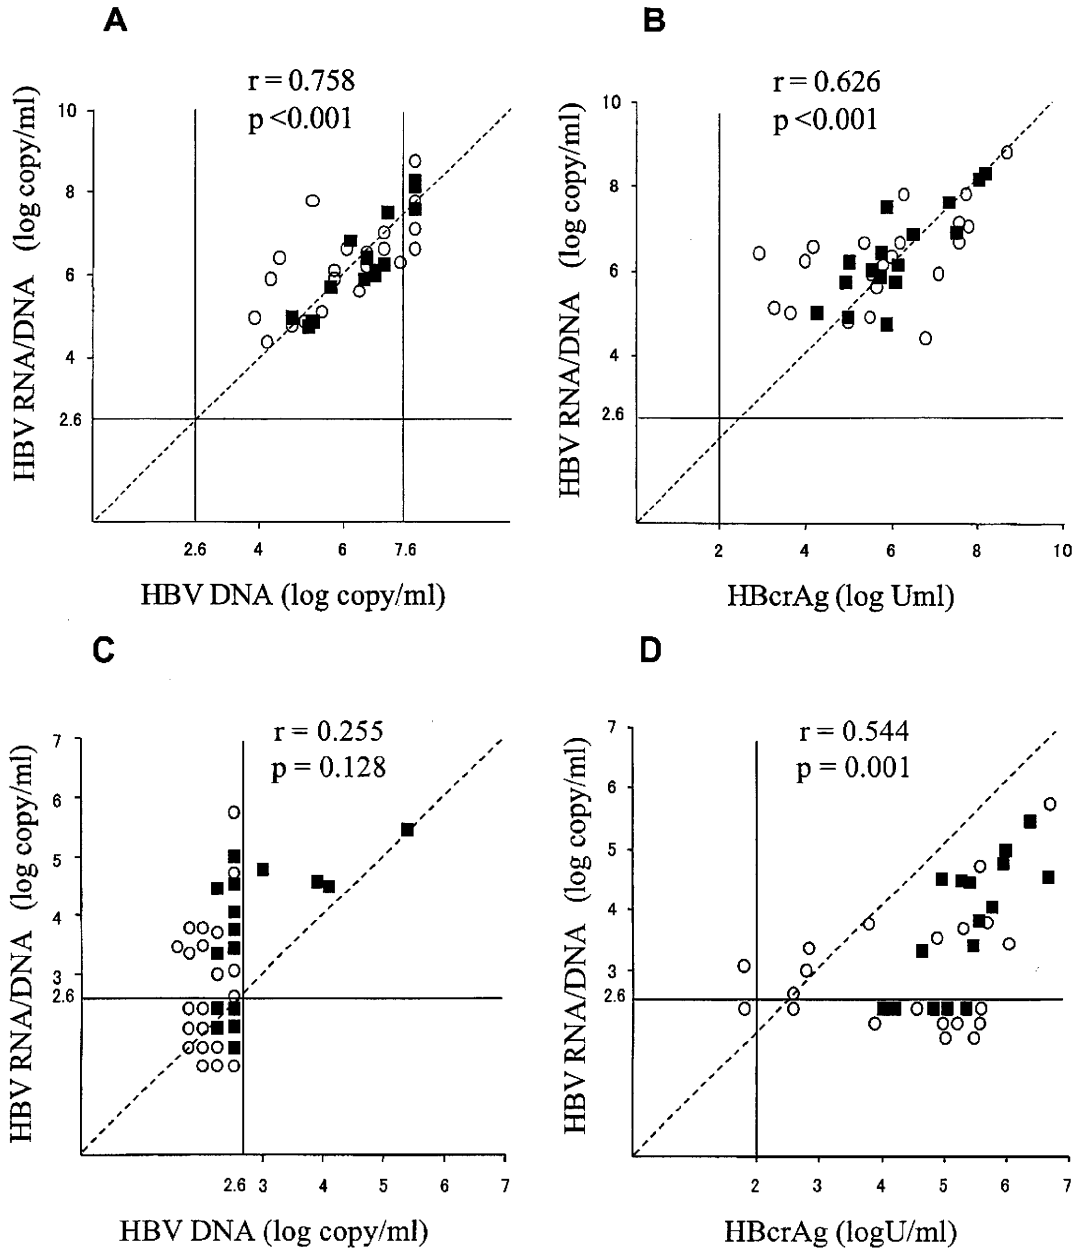 A
r = 0.758
p <0.001
HBV RNA/DNA (log copy/ml)
10
8
6
4
2.6
2.6
4
6
7.6
HBV DNA (log copy/ml)
B
r = 0.626
p <0.001
HBV RNA/DNA (log copy/ml)
10
8
6
4
2.6
2
4
6
8
10
HBcrAg (log Uml)
C
r = 0.255
p = 0.128
HBV RNA/DNA (log copy/ml)
7
6
5
4
3
2.6
2.6
3
4
5
6
7
HBV DNA (log copy/ml)
D
r = 0.544
p = 0.001
HBV RNA/DNA (log copy/ml)
7
6
5
4
3
2.6
2
3
4
5
6
7
HBcrAg (logU/ml)